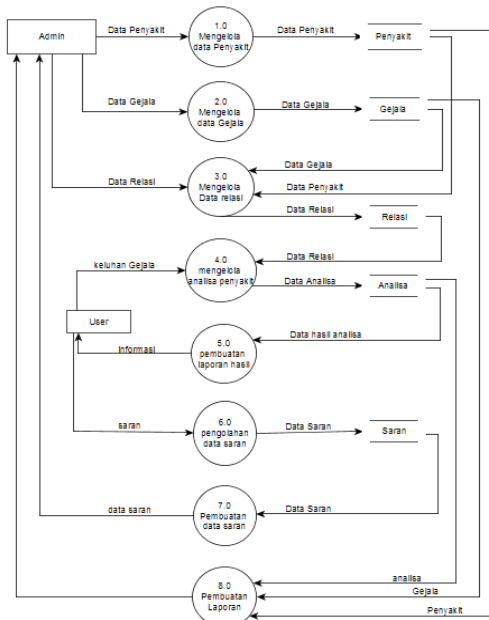 Admin
Data Penyakit
1.0
Mengelola
data Penyakit
Data Penyakit
Penyakit
Data Gejala
2.0
Mengelola
data Gejala
Data Gejala
Gejala
Data Gejala
Data Relasi
3.0
Mengelola
Data relasi
Data Penyakit
Data Relasi
Relasi
keluhan Gejala
4.0
mengelola
analisa penyakit
Data Relasi
Data Analisa
Analisa
User
Informasi
5.0
pembuatan
laporan hasil
Data hasil analisa
saran
6.0
pengolahan
data saran
Data Saran
Saran
data saran
7.0
Pembuatan
data saran
Data Saran
8.0
Pembuatan
Laporan
analisa
Gejala
Penyakit